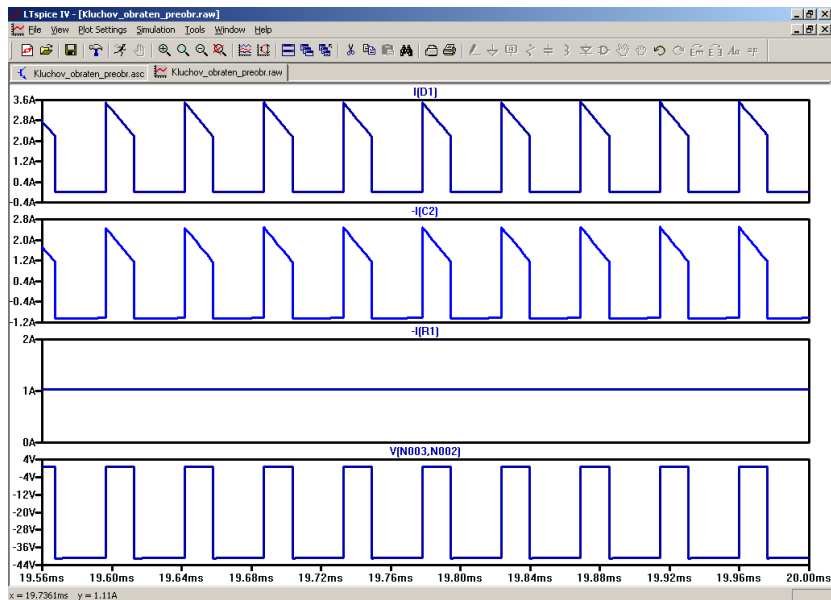 LTspice IV - [Kluchov_obraten_preobr.raw]
File View Plot Settings Simulation Tools Window Help
Kluchov_obraten_preobr.asc Kluchov_obraten_preobr.raw
I(D1)
3.6A
2.8A
2.0A
1.2A
0.4A
-0.4A
-I(C2)
2.8A
2.0A
1.2A
0.4A
-0.4A
-1.2A
-I(R1)
2A
1A
0A
V(N003,N002)
4V
-4V
-12V
-20V
-28V
-36V
-44V
19.56ms 19.60ms 19.64ms 19.68ms 19.72ms 19.76ms 19.80ms 19.84ms 19.88ms 19.92ms 19.96ms 20.00ms
x = 19.7361ms y = 1.11A